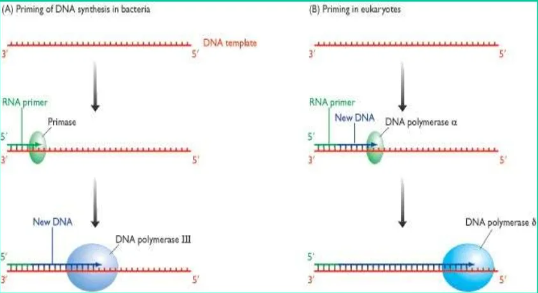 (A) Priming of DNA synthesis in bacteria
DNA template
3'
5'
RNA primer
Primase
5'
3'
5'
New DNA
DNA polymerase III
5'
3'
5'
(B) Priming in eukaryotes
3'
5'
RNA primer
New DNA
DNA polymerase α
5'
3'
5'
DNA polymerase δ
5'
3'
5'